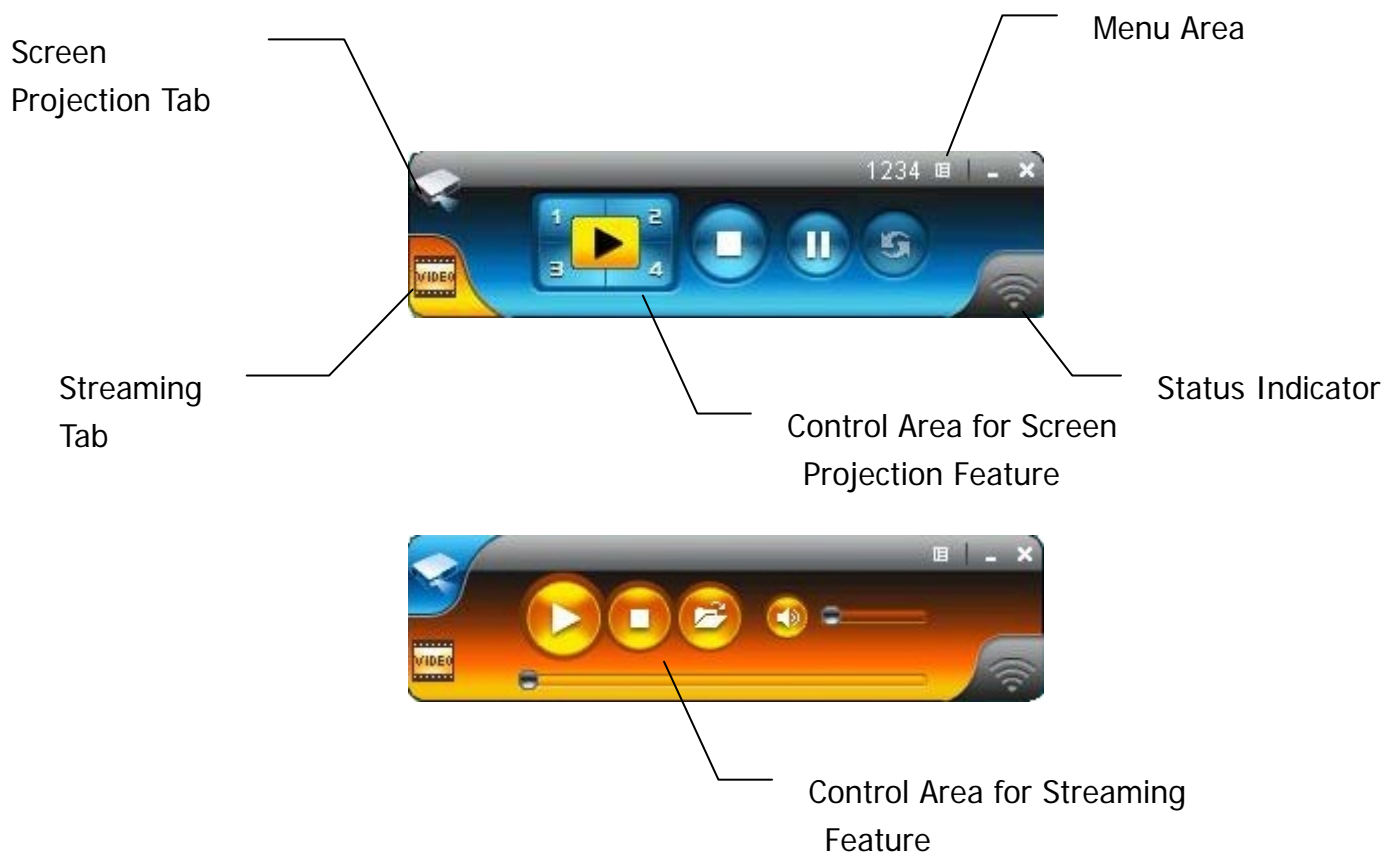 Menu Area
Screen
Projection Tab
1234
1 2
3 4
VIDEO
Streaming
Tab
Status Indicator
Control Area for Screen
Projection Feature
VIDEO
Control Area for Streaming
Feature